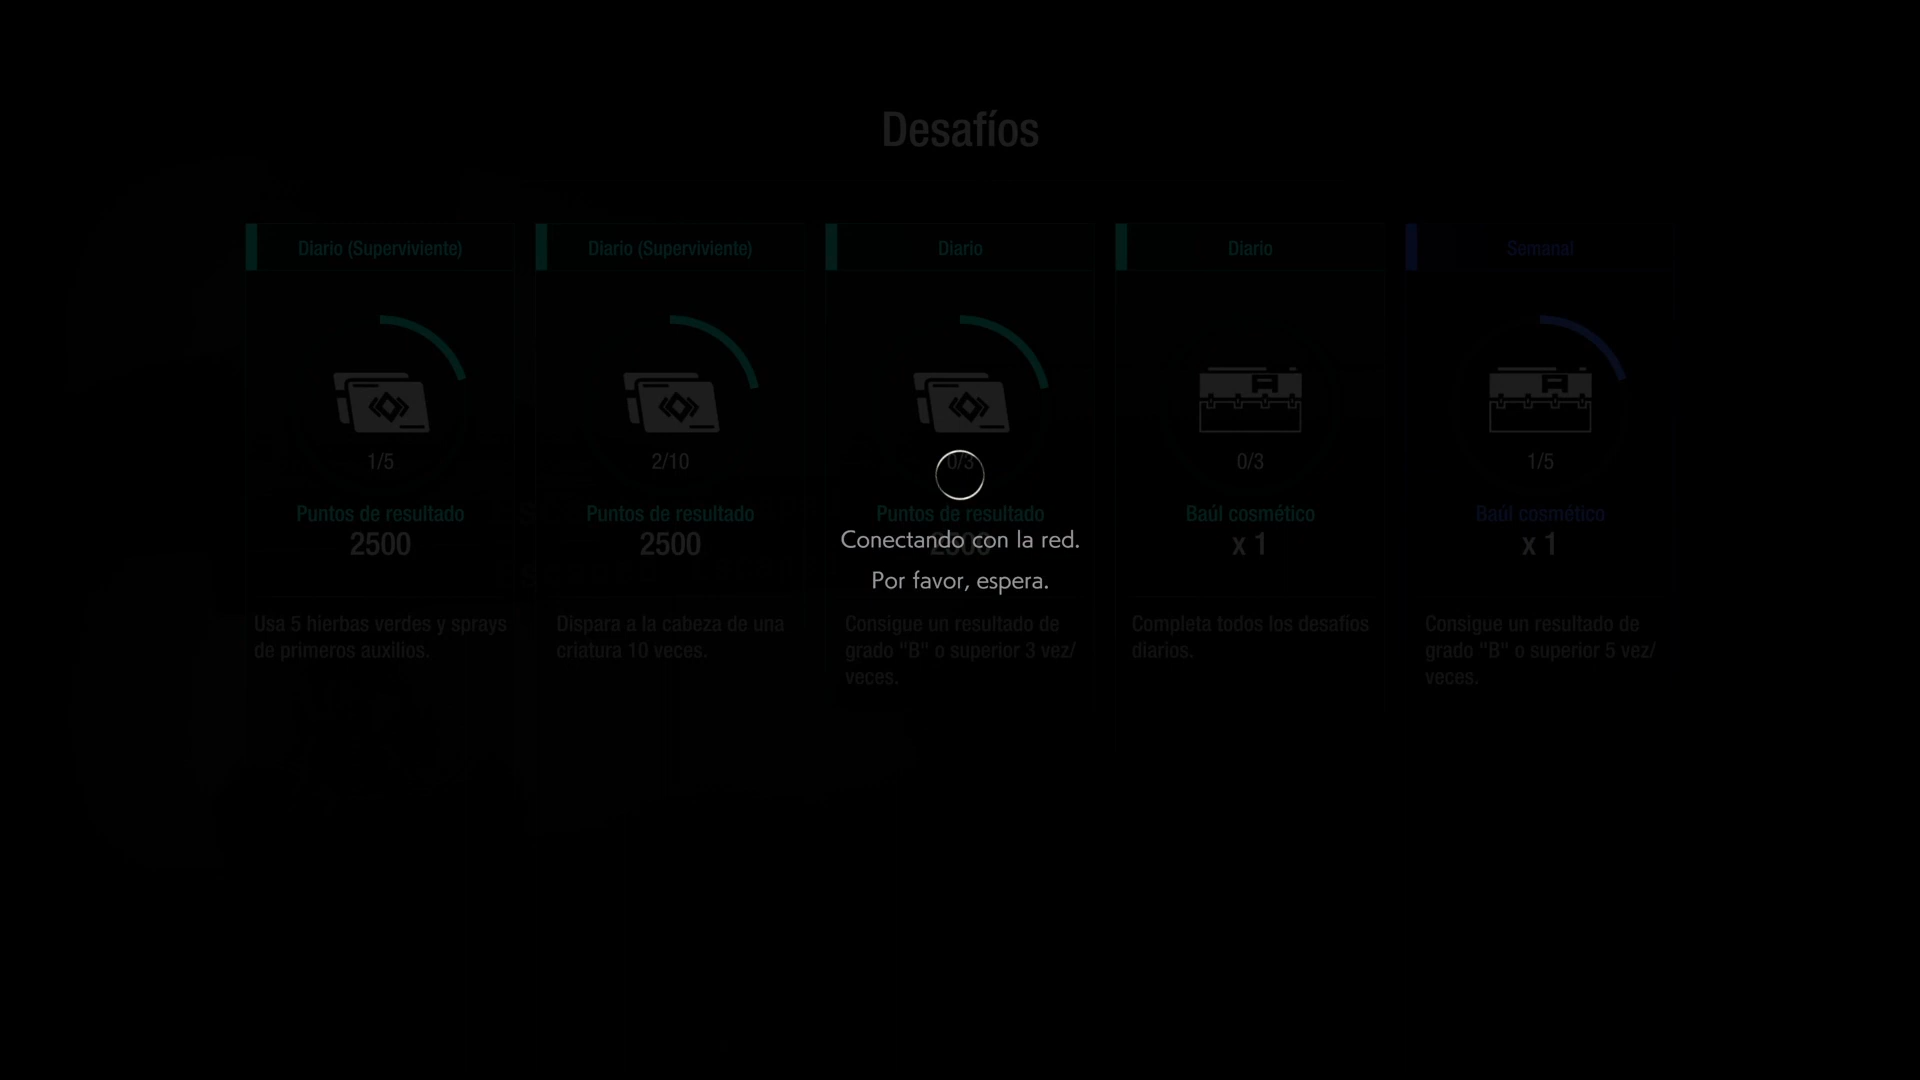 Desafíos
Diario (Superviviente)
1/5
Puntos de resultado
2500
Usa 5 hierbas verdes y sprays
de primeros auxilios.
Diario (Superviviente)
2/10
Puntos de resultado
2500
Dispara a la cabeza de una
criatura 10 veces.
Diario
0/3
Puntos de resultado
2500
Consigue un resultado de
grado "B" o superior 3 vez/
veces.
Diario
0/3
Baúl cosmético
x 1
Completa todos los desafíos
diarios.
Semanal
1/5
Baúl cosmético
x 1
Consigue un resultado de
grado "B" o superior 5 vez/
veces.
Conectando con la red.
Por favor, espera.